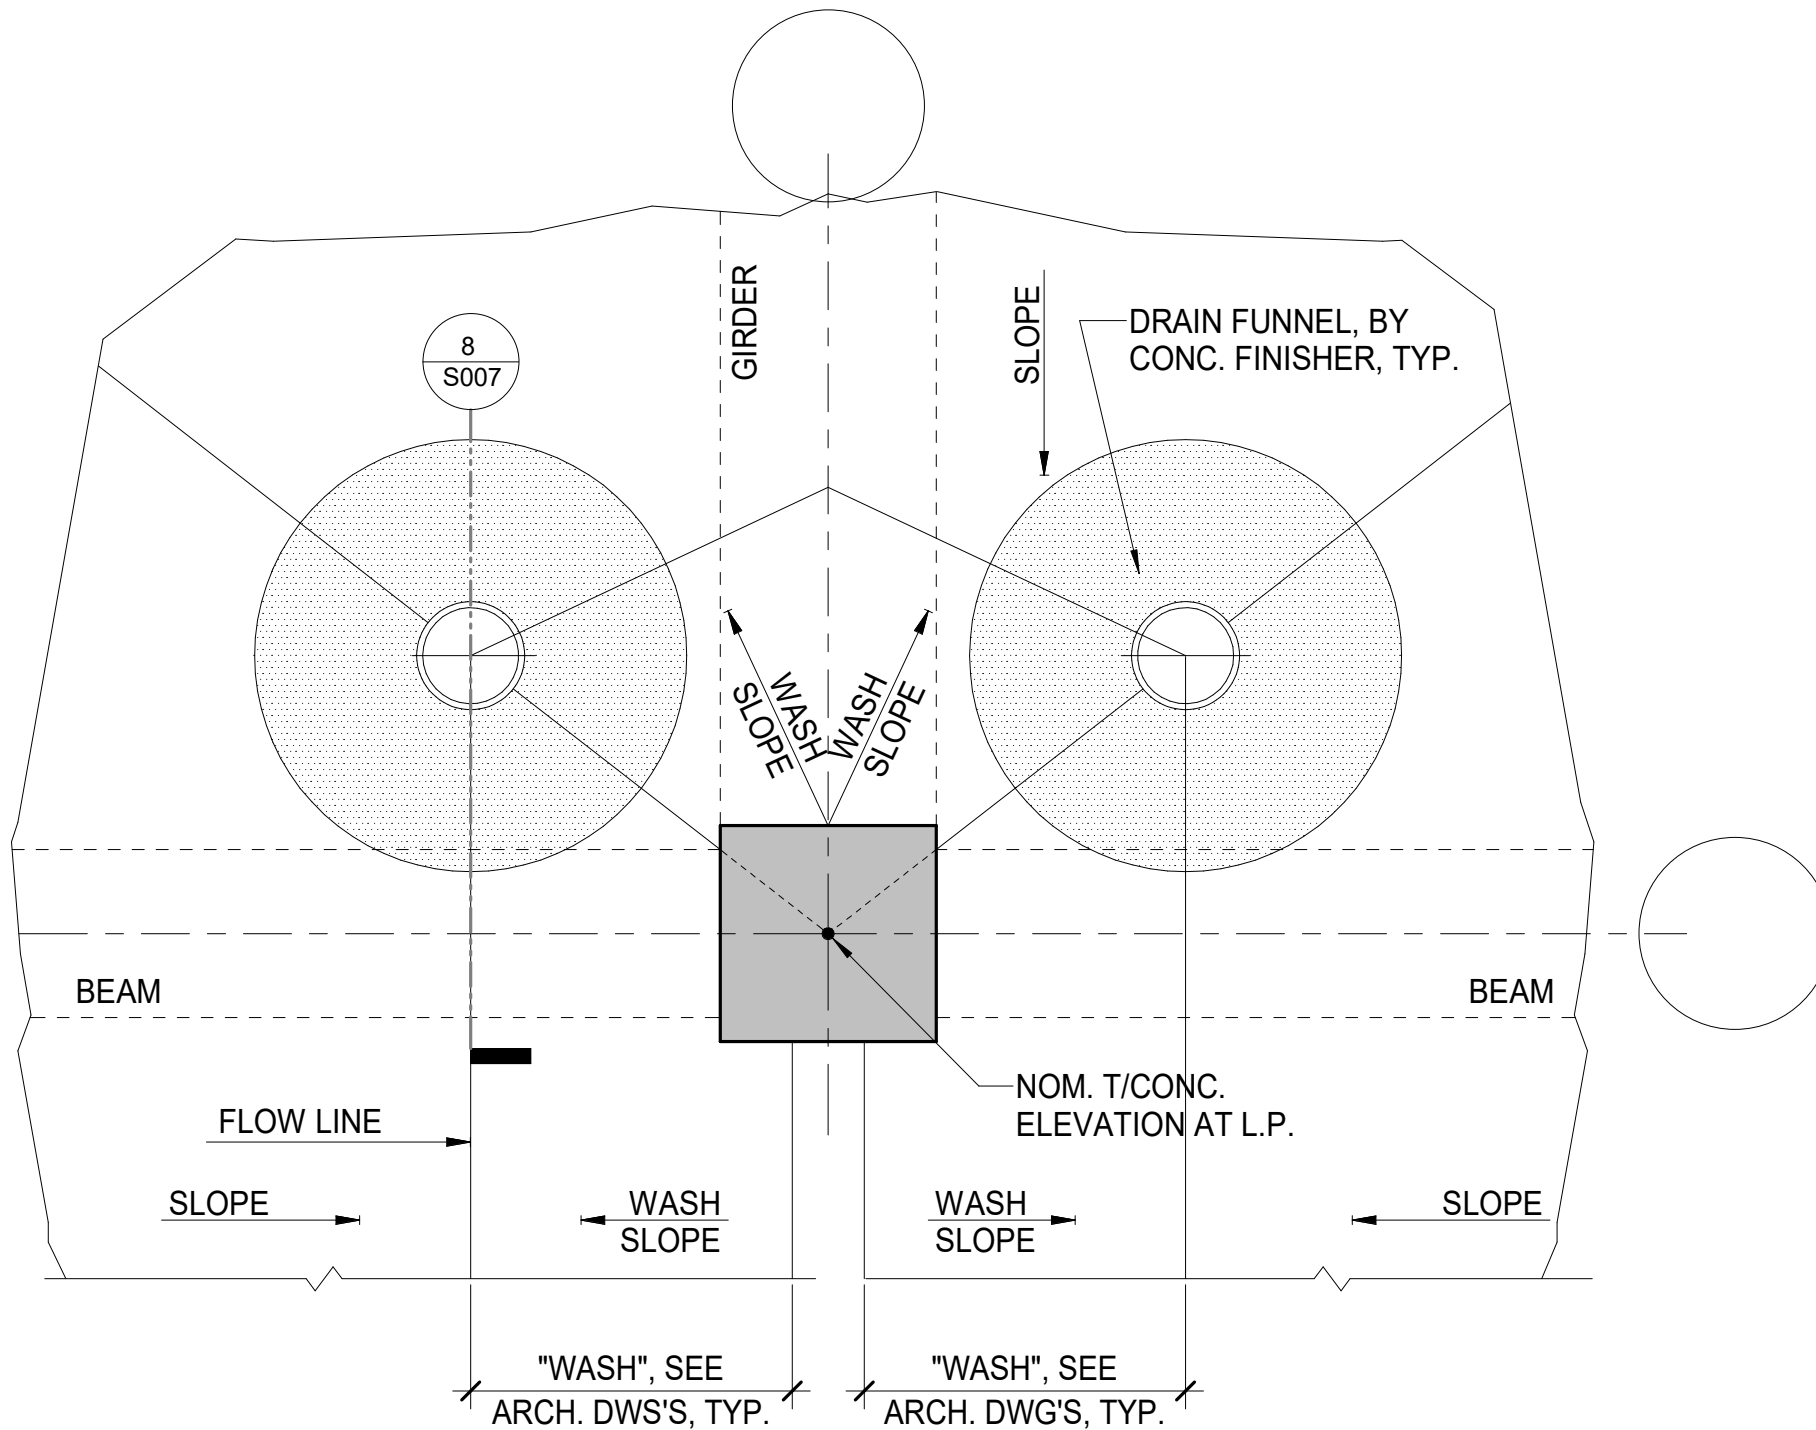 GIRDER
SLOPE
DRAIN FUNNEL, BY
CONC. FINISHER, TYP.
8
S007
WASH
SLOPE
WASH
SLOPE
BEAM
BEAM
NOM. T/CONC.
ELEVATION AT L.P.
FLOW LINE
SLOPE
WASH
SLOPE
WASH
SLOPE
SLOPE
"WASH", SEE
ARCH. DWS'S, TYP.
"WASH", SEE
ARCH. DWG'S, TYP.